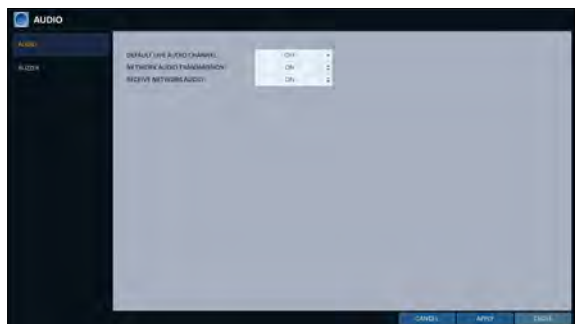 AUDIO
AUDIO
BUZZER
DEFAULT LIVE AUDIO CHANNEL OFF
NETWORK AUDIO TRANSMISSION ON
RECEIVE NETWORK AUDIO ON
CANCEL APPLY CLOSE